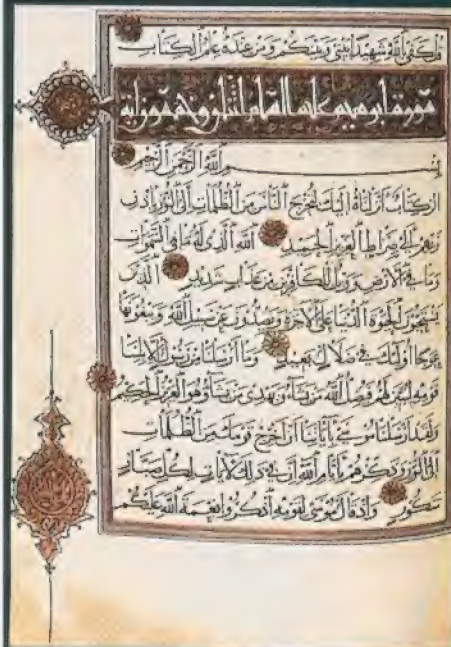 قل كفى بالله شهيدا بيني وبينكم ومن عنده علم الكتاب
سورة ابرهيم عليه السلام اثنتان وخمسون اية
بسم الله الرحمن الرحيم
الر كتاب انزلناه اليك لتخرج الناس من الظلمات الى النور باذن
ربهم الى صراط العزيز الحميد الله الذي له ما في السموات
وما في الارض وويل للكافرين من عذاب شديد الذين
يستحبون الحيوة الدنيا على الاخرة ويصدون عن سبيل الله ويبغونها
عوجا اولئك في ضلال بعيد وما ارسلنا من رسول الا بلسان
قومه ليبين لهم فيضل الله من يشاء ويهدي من يشاء وهو العزيز الحكيم
ولقد ارسلنا موسى باياتنا ان اخرج قومك من الظلمات
الى النور وذكرهم بايام الله ان في ذلك لايات لكل صبار
شكور واذ قال موسى لقومه اذكروا نعمة الله عليكم